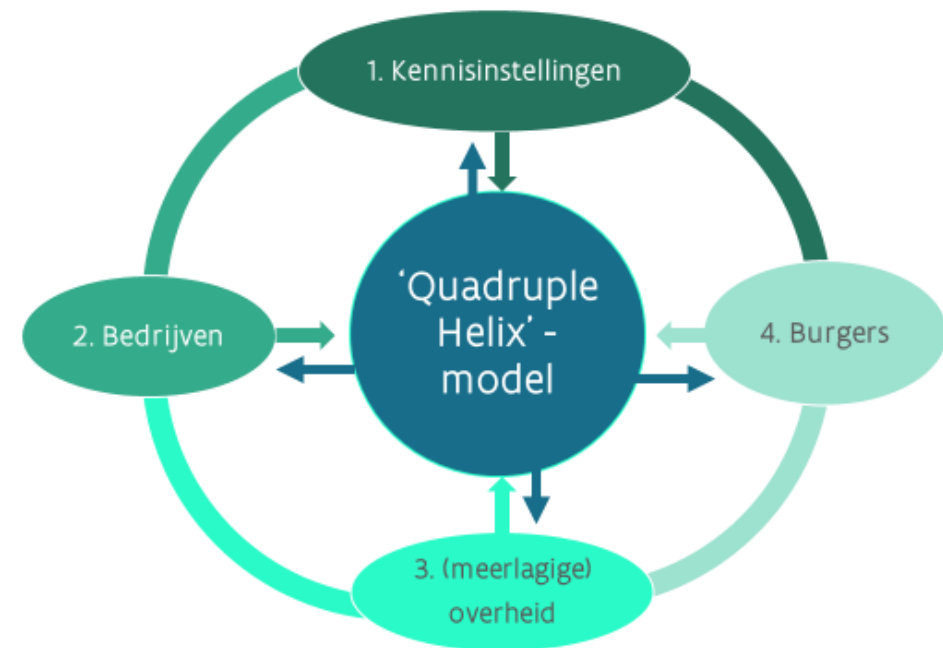 1. Kennisinstellingen
‘Quadruple
Helix’ -
model
2. Bedrijven
4. Burgers
3. (meerlagige)
overheid